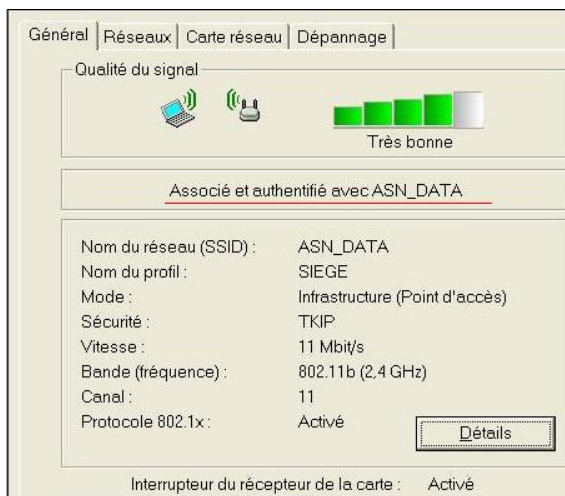 Général Réseaux Carte réseau Dépannage
Qualité du signal
Très bonne
Associé et authentifié avec ASN_DATA
Nom du réseau (SSID) : ASN_DATA
Nom du profil : SIEGE
Mode : Infrastructure (Point d'accès)
Sécurité : TKIP
Vitesse : 11 Mbit/s
Bande (fréquence) : 802.11b (2,4 GHz)
Canal : 11
Protocole 802.1x : Activé
Détails
Interrupteur du récepteur de la carte : Activé